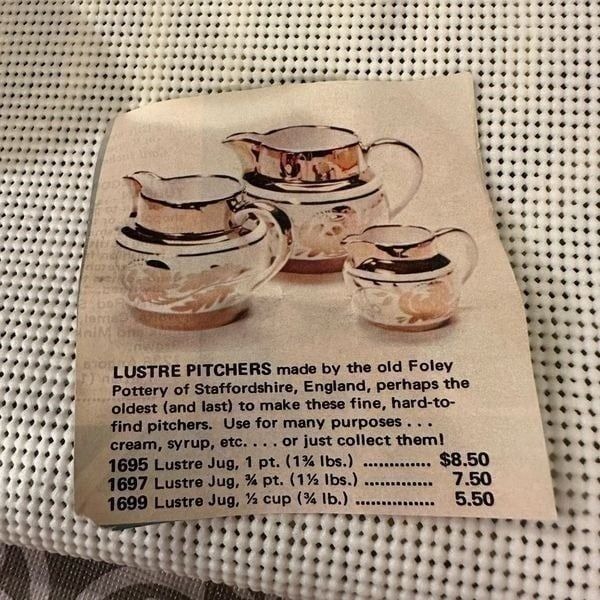 LUSTRE PITCHERS made by the old Foley
Pottery of Staffordshire, England, perhaps the
oldest (and last) to make these fine, hard-to-
find pitchers. Use for many purposes . . .
cream, syrup, etc. . . . or just collect them!
1695 Lustre Jug, 1 pt. (1¾ lbs.) .............. $8.50
1697 Lustre Jug, ¾ pt. (1½ lbs.) .............. 7.50
1699 Lustre Jug, ½ cup (¾ lb.) ................ 5.50